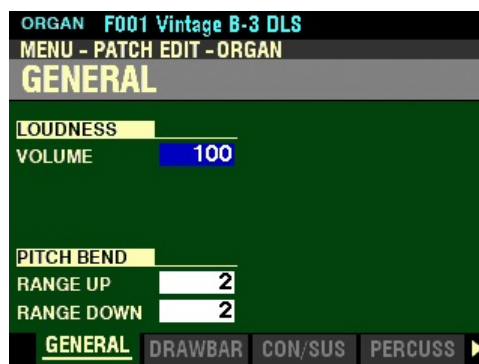 ORGAN F001 Vintage B-3 DLS
MENU - PATCH EDIT - ORGAN
GENERAL
LOUDNESS
VOLUME 100
PITCH BEND
RANGE UP 2
RANGE DOWN 2
GENERAL DRAWBAR CON/SUS PERCUSS